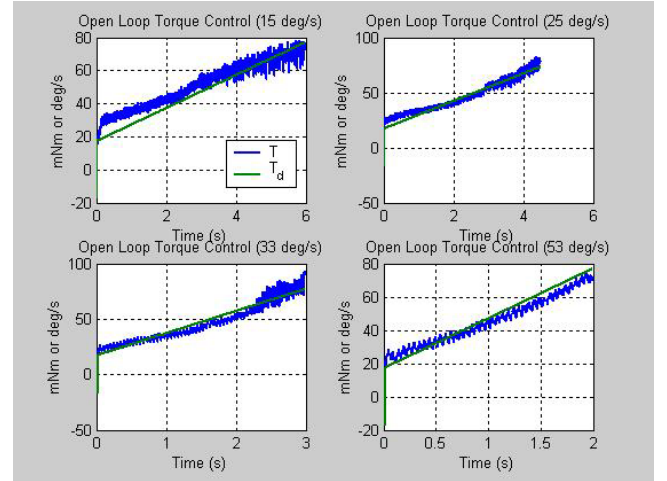 Open Loop Torque Control (15 deg/s)
mNm or deg/s
80
60
40
20
0
-20
0
2
4
6
Time (s)
T
T_d
Open Loop Torque Control (25 deg/s)
mNm or deg/s
100
50
0
-50
0
2
4
6
Time (s)
Open Loop Torque Control (33 deg/s)
mNm or deg/s
100
50
0
-50
0
1
2
3
Time (s)
Open Loop Torque Control (53 deg/s)
mNm or deg/s
80
60
40
20
0
-20
0
0.5
1
1.5
2
Time (s)